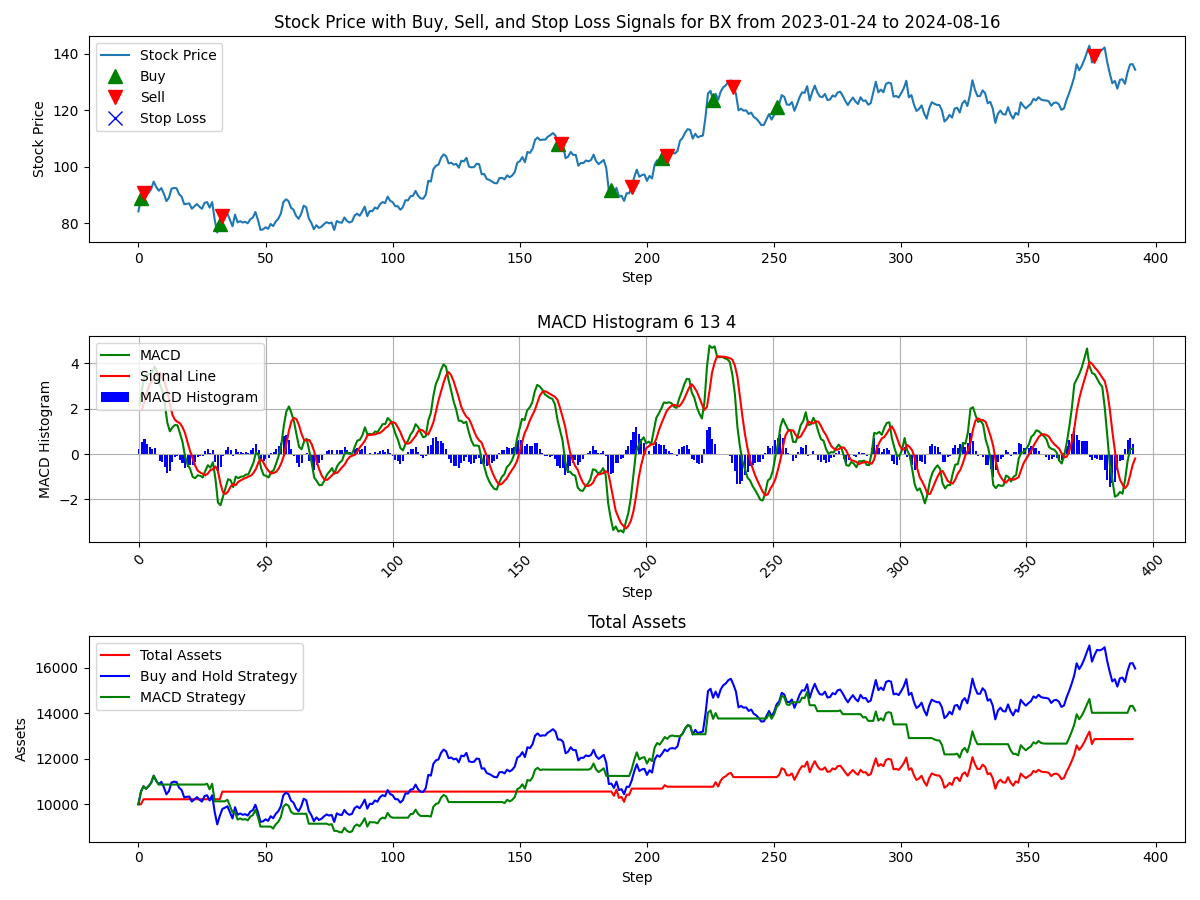 Stock Price with Buy, Sell, and Stop Loss Signals for BX from 2023-01-24 to 2024-08-16
Stock Price
140
120
100
80
Stock Price
Buy
Sell
Stop Loss
0 50 100 150 200 250 300 350 400
Step
MACD Histogram 6 13 4
MACD Histogram
4
2
0
−2
MACD
Signal Line
MACD Histogram
0 50 100 150 200 250 300 350 400
Step
Total Assets
Assets
16000
14000
12000
10000
Total Assets
Buy and Hold Strategy
MACD Strategy
0 50 100 150 200 250 300 350 400
Step